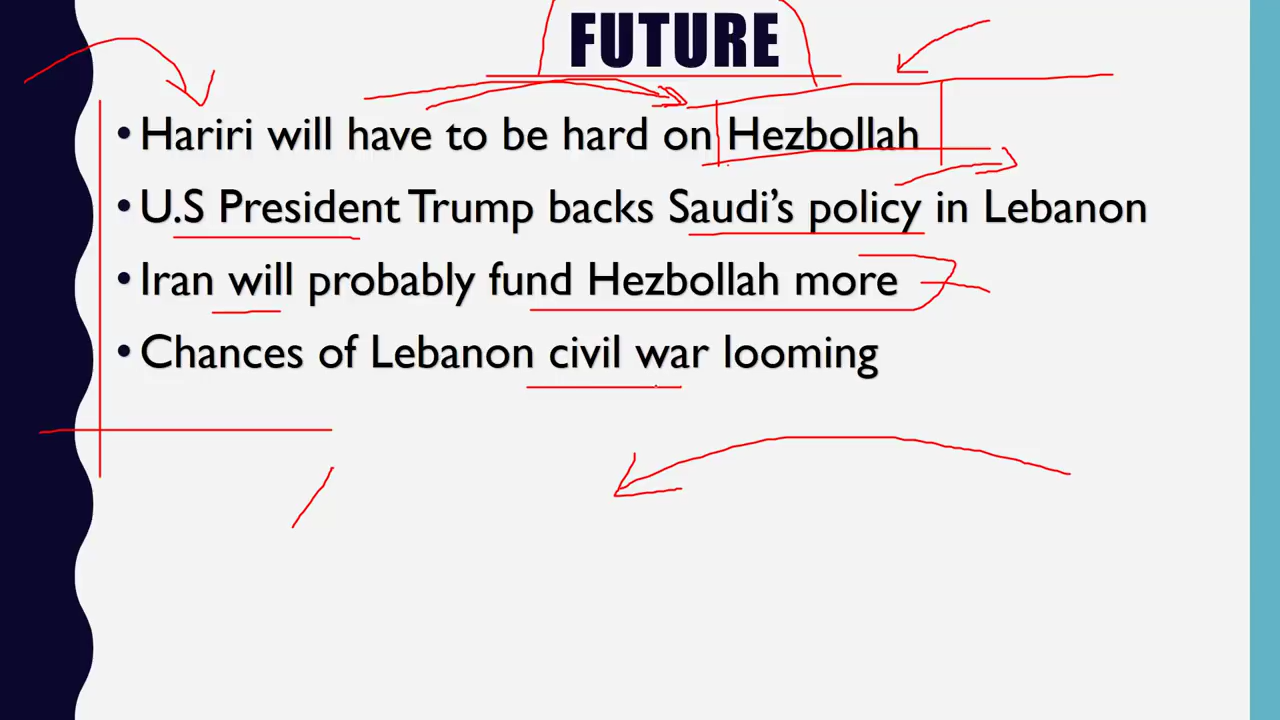 FUTURE
• Hariri will have to be hard on Hezbollah
• U.S President Trump backs Saudi's policy in Lebanon
• Iran will probably fund Hezbollah more
• Chances of Lebanon civil war looming